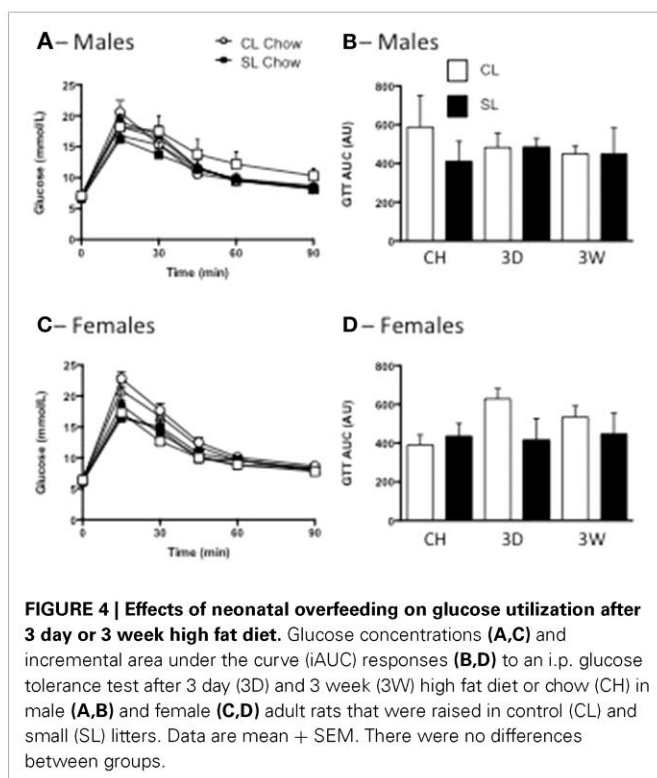 A – Males
CL Chow
SL Chow
Glucose (mmol/L)
25
20
15
10
5
0
0 30 60 90
Time (min)
B – Males
CL
SL
GTT AUC (AU)
800
600
400
200
0
CH 3D 3W
C – Females
Glucose (mmol/L)
25
20
15
10
5
0
0 30 60 90
Time (min)
D – Females
GTT AUC (AU)
800
600
400
200
0
CH 3D 3W
FIGURE 4 | Effects of neonatal overfeeding on glucose utilization after
3 day or 3 week high fat diet. Glucose concentrations (A,C) and
incremental area under the curve (iAUC) responses (B,D) to an i.p. glucose
tolerance test after 3 day (3D) and 3 week (3W) high fat diet or chow (CH) in
male (A,B) and female (C,D) adult rats that were raised in control (CL) and
small (SL) litters. Data are mean + SEM. There were no differences
between groups.